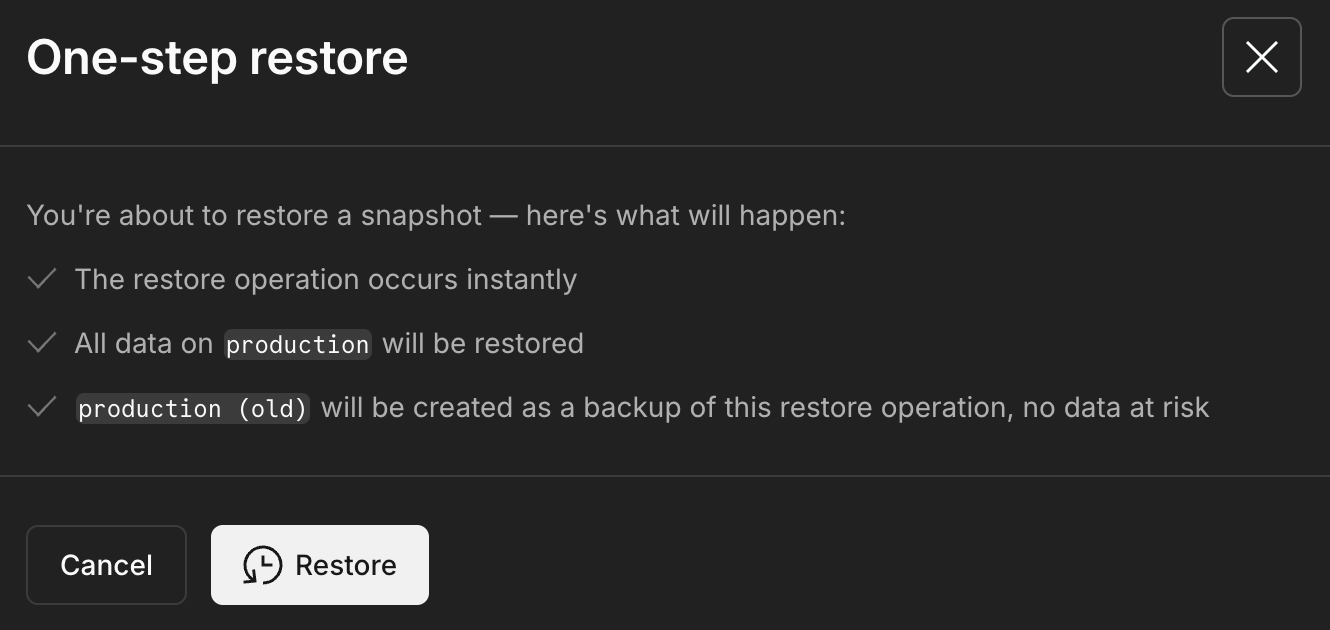 One-step restore
You're about to restore a snapshot — here's what will happen:
The restore operation occurs instantly
All data on production will be restored
production (old) will be created as a backup of this restore operation, no data at risk
Cancel
Restore